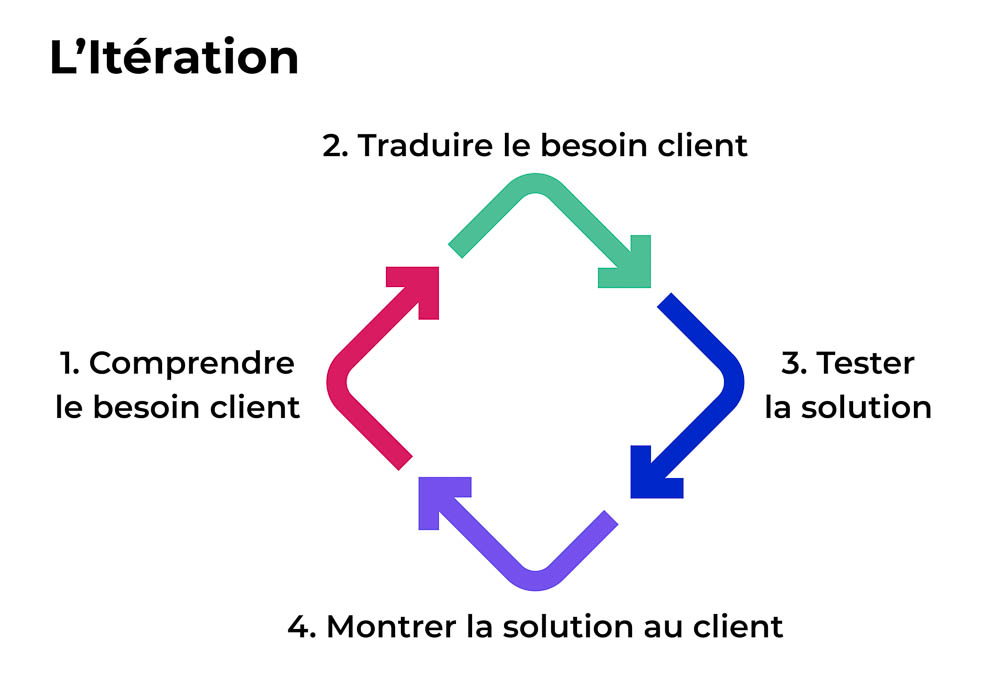 L’Itération
2. Traduire le besoin client
1. Comprendre
le besoin client
3. Tester
la solution
4. Montrer la solution au client